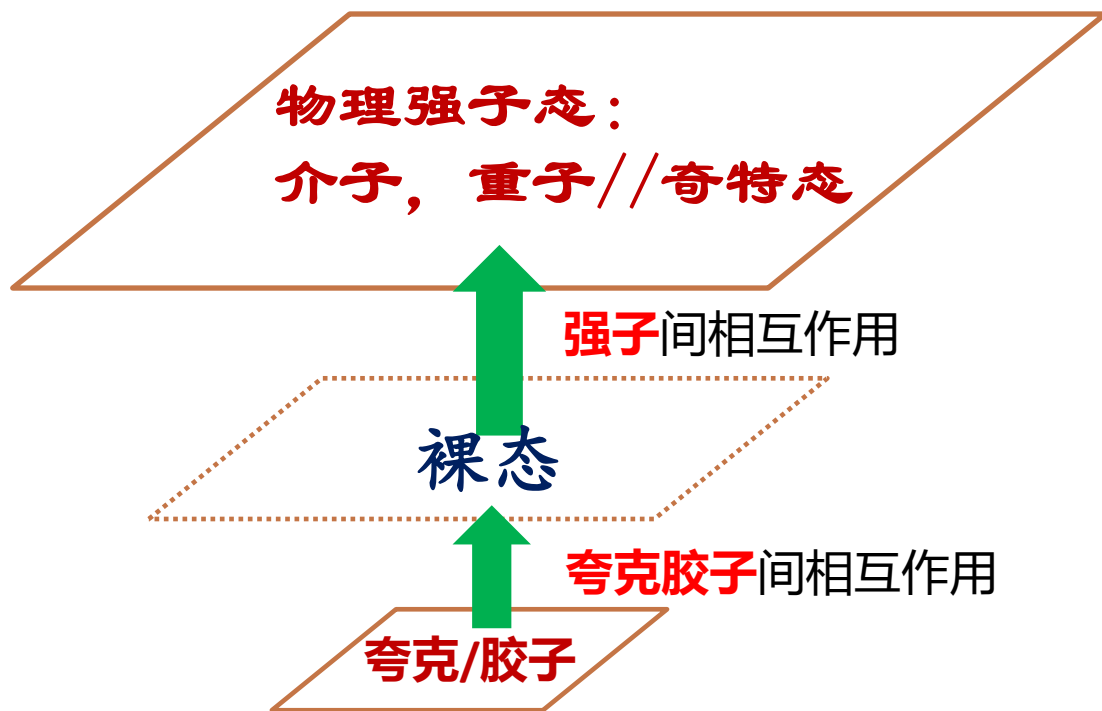 物理强子态：
介子，重子//奇特态
强子间相互作用
裸态
夸克胶子间相互作用
夸克/胶子